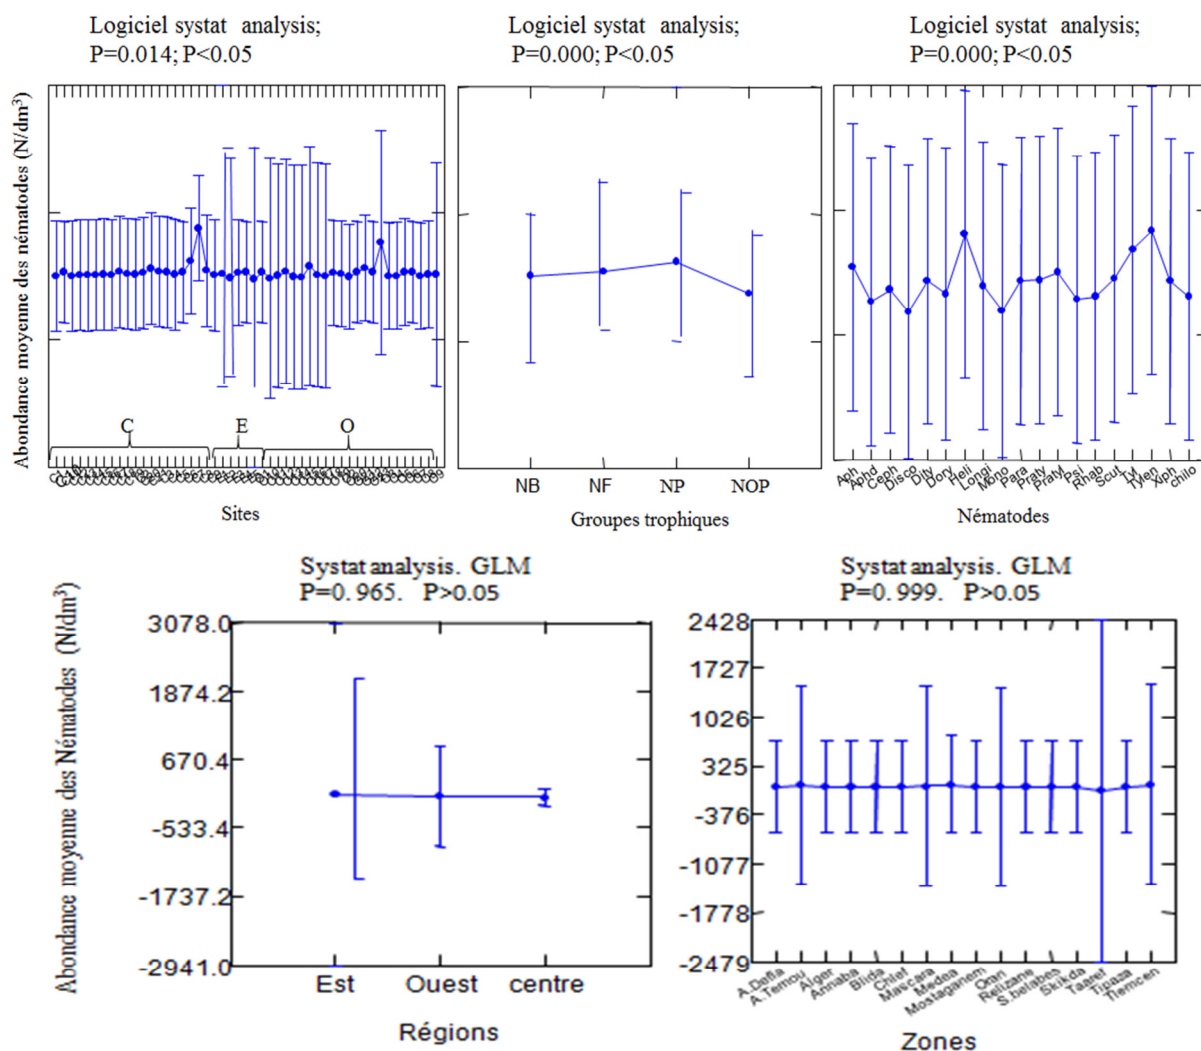 Logiciel systat analysis;
P=0.014; P<0.05
Logiciel systat analysis;
P=0.000; P<0.05
Logiciel systat analysis;
P=0.000; P<0.05
Abondance moyenne des nématodes (N/dm³)
C
E
O
Sites
NB
NF
NP
NOP
Groupes trophiques
Aph
Aphd
Ceph
Disco
Dity
Dory
Heli
Longi
Mono
Para
Praty
Pratyl
Psi
Rhab
Scut
Tyl
Tylen
Xiph
chilo
Nématodes
Systat analysis. GLM
P=0.965. P>0.05
Systat analysis. GLM
P=0.999. P>0.05
Abondance moyenne des Nématodes (N/dm³)
3078.0
1874.2
670.4
-533.4
-1737.2
-2941.0
Est
Ouest
centre
Régions
2428
1727
1026
325
-376
-1077
-1778
-2479
A.Defla
A.Temou
Alger
Annaba
Blida
Chlef
Mascara
Medea
Mostaganem
Oran
Relizane
S.belabes
Skikda
Taaref
Tipaza
Tlemcen
Zones